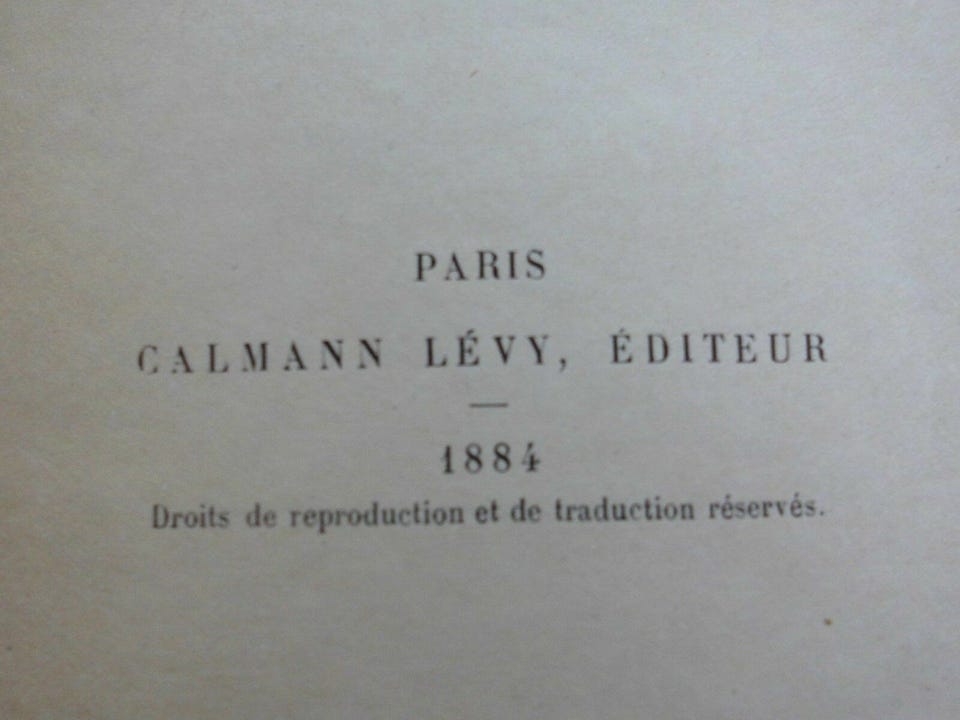 PARIS
CALMANN LÉVY, ÉDITEUR
—
1884
Droits de reproduction et de traduction réservés.